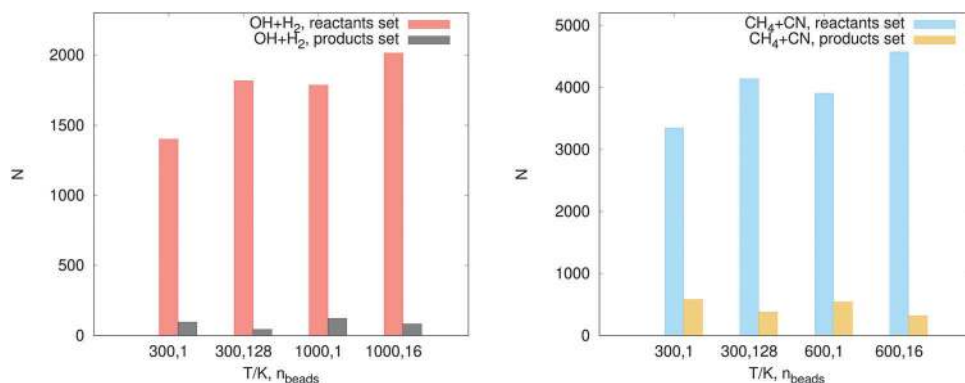 OH+H₂, reactants set
OH+H₂, products set
2000
1500
1000
500
0
N
300,1 300,128 1000,1 1000,16
T/K, n_beads
CH₄+CN, reactants set
CH₄+CN, products set
5000
4000
3000
2000
1000
0
N
300,1 300,128 600,1 600,16
T/K, n_beads